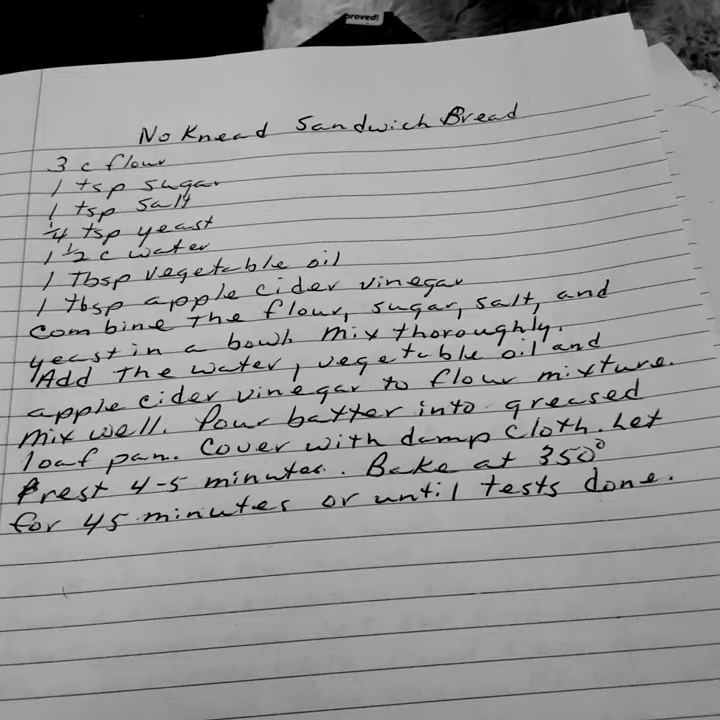 proved!
No Knead Sandwich Bread
3 c flour
1 tsp sugar
1 tsp salt
1/4 tsp yeast
1 1/2 c water
1 Tbsp vegetable oil
1 tbsp apple cider vinegar
Combine the flour, sugar, salt, and
yeast in a bowl. Mix thoroughly.
Add the water, vegetable oil and
apple cider vinegar to flour mixture.
Mix well. Pour batter into greased
loaf pan. Cover with damp cloth. Let
rest 4-5 minutes. Bake at 350°
for 45 minutes or until tests done.